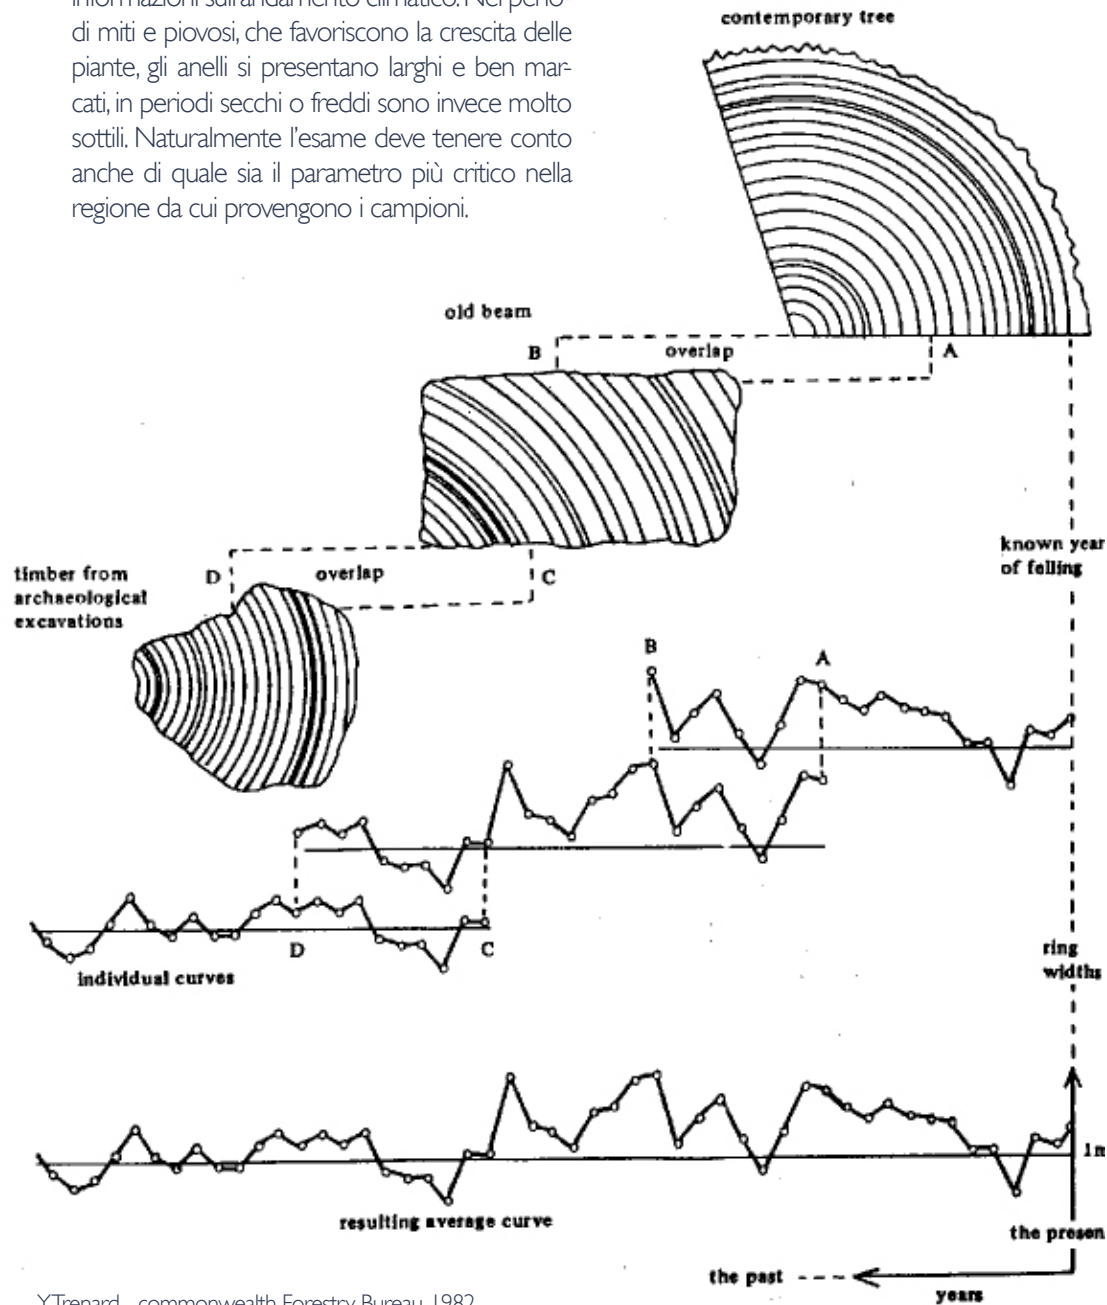 informazioni sull'andamento climatico. Nei perio-
di miti e piovosi, che favoriscono la crescita delle
piante, gli anelli si presentano larghi e ben mar-
cati, in periodi secchi o freddi sono invece molto
sottili. Naturalmente l'esame deve tenere conto
anche di quale sia il parametro più critico nella
regione da cui provengono i campioni.
contemporary tree
old beam
B
overlap
A
known year
of felling
timber from
archaeological
excavations
D
overlap
C
B
A
D
C
individual curves
ring
widths
1m
resulting average curve
the presen
the past
years
Y.Trenard - commonwealth Forestry Bureau, 1982